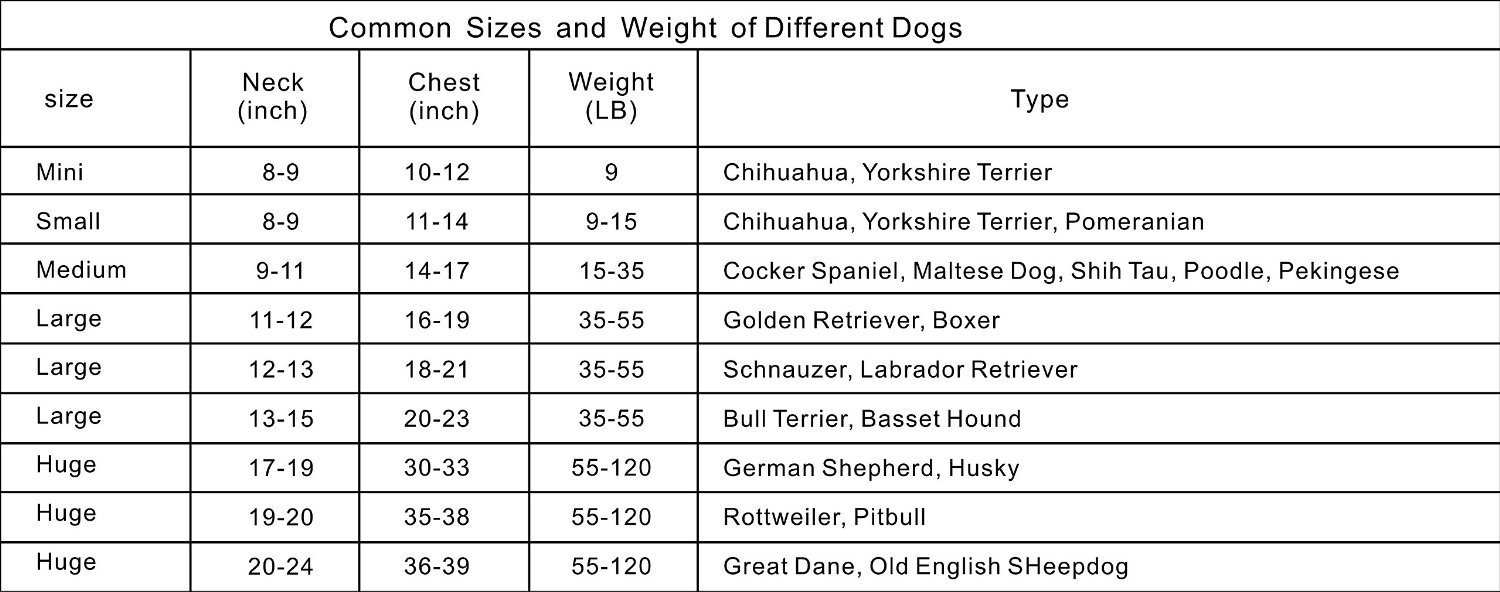 Common Sizes and Weight of Different Dogs
size Neck (inch) Chest (inch) Weight (LB) Type
Mini 8-9 10-12 9 Chihuahua, Yorkshire Terrier
Small 8-9 11-14 9-15 Chihuahua, Yorkshire Terrier, Pomeranian
Medium 9-11 14-17 15-35 Cocker Spaniel, Maltese Dog, Shih Tau, Poodle, Pekingese
Large 11-12 16-19 35-55 Golden Retriever, Boxer
Large 12-13 18-21 35-55 Schnauzer, Labrador Retriever
Large 13-15 20-23 35-55 Bull Terrier, Basset Hound
Huge 17-19 30-33 55-120 German Shepherd, Husky
Huge 19-20 35-38 55-120 Rottweiler, Pitbull
Huge 20-24 36-39 55-120 Great Dane, Old English SHeepdog